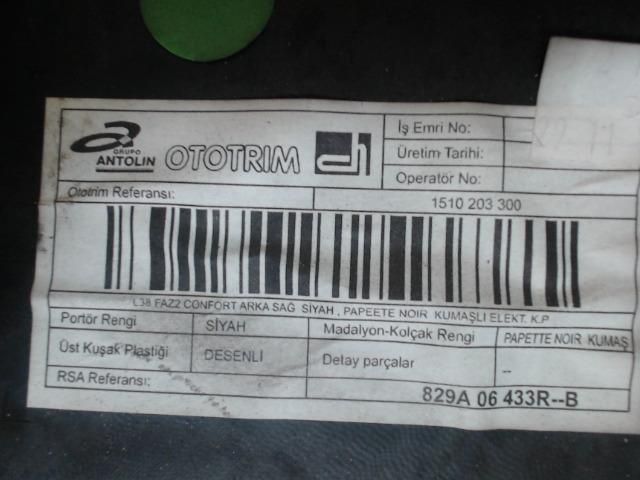 GRUPO
ANTOLIN OTOTRIM
İş Emri No:
Üretim Tarihi:
Operatör No:
Ototrim Referansı: 1510 203 300
L38 FAZ2 CONFORT ARKA SAĞ SİYAH , PAPEETE NOIR KUMAŞLI ELEKT. K.P
Portör Rengi SİYAH Madalyon-Kolçak Rengi PAPETTE NOIR KUMAŞ
Üst Kuşak Plastiği DESENLİ Detay parçalar --
RSA Referansı: 829A 06 433R--B